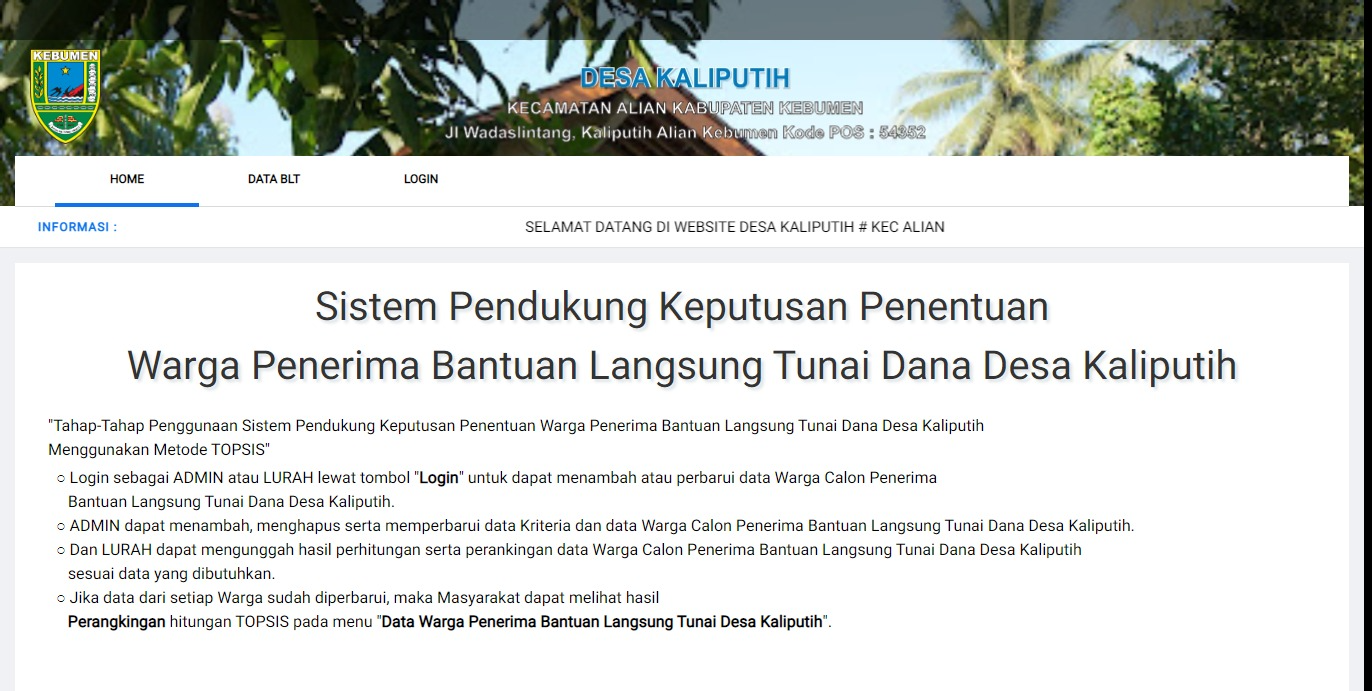 KEBUMEN
DESA KALIPUTIH
KECAMATAN ALIAN KABUPATEN KEBUMEN
Jl Wadaslintang, Kaliputih Alian Kebumen Kode POS : 54352
HOME DATA BLT LOGIN
INFORMASI : SELAMAT DATANG DI WEBSITE DESA KALIPUTIH # KEC ALIAN
Sistem Pendukung Keputusan Penentuan
Warga Penerima Bantuan Langsung Tunai Dana Desa Kaliputih
"Tahap-Tahap Penggunaan Sistem Pendukung Keputusan Penentuan Warga Penerima Bantuan Langsung Tunai Dana Desa Kaliputih
Menggunakan Metode TOPSIS"
○ Login sebagai ADMIN atau LURAH lewat tombol "Login" untuk dapat menambah atau perbarui data Warga Calon Penerima
Bantuan Langsung Tunai Dana Desa Kaliputih.
○ ADMIN dapat menambah, menghapus serta memperbarui data Kriteria dan data Warga Calon Penerima Bantuan Langsung Tunai Dana Desa Kaliputih.
○ Dan LURAH dapat mengunggah hasil perhitungan serta perankingan data Warga Calon Penerima Bantuan Langsung Tunai Dana Desa Kaliputih
sesuai data yang dibutuhkan.
○ Jika data dari setiap Warga sudah diperbarui, maka Masyarakat dapat melihat hasil
Perangkingan hitungan TOPSIS pada menu "Data Warga Penerima Bantuan Langsung Tunai Desa Kaliputih".